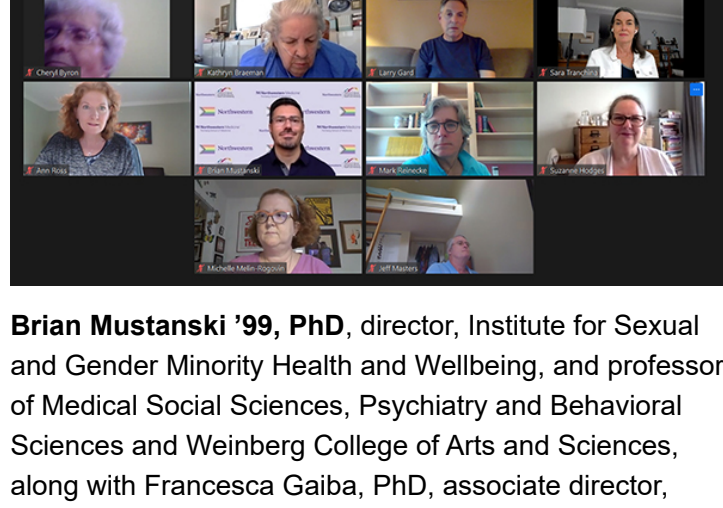 Cheryl Byron
Kathryn Braeman
Larry Gard
Sara Tranchina
Ann Ross
Northwestern
Brian Mustanski
Mark Reinecke
Suzanne Hodges
Michelle Melin-Rogovin
Jeff Masters
Brian Mustanski ’99, PhD, director, Institute for Sexual
and Gender Minority Health and Wellbeing, and professor
of Medical Social Sciences, Psychiatry and Behavioral
Sciences and Weinberg College of Arts and Sciences,
along with Francesca Gaiba, PhD, associate director,